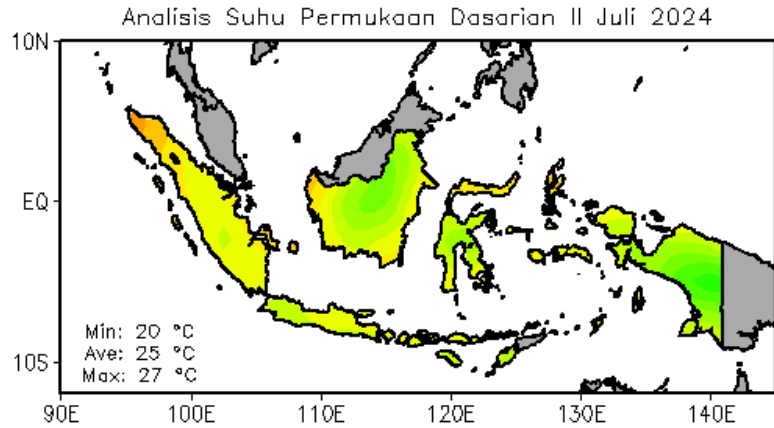 Analisis Suhu Permukaan Dasarian II Juli 2024
10N
EQ
10S
Min: 20 °C
Ave: 25 °C
Max: 27 °C
90E 100E 110E 120E 130E 140E